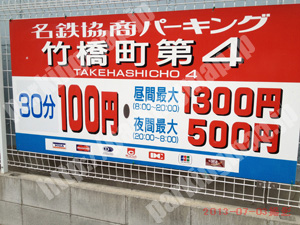 名鉄協商パーキング
竹橋町第4
TAKEHASHICHO 4
30分 100円・昼間最大 1300円
(8:00~20:00)
夜間最大 500円
(20:00~8:00)